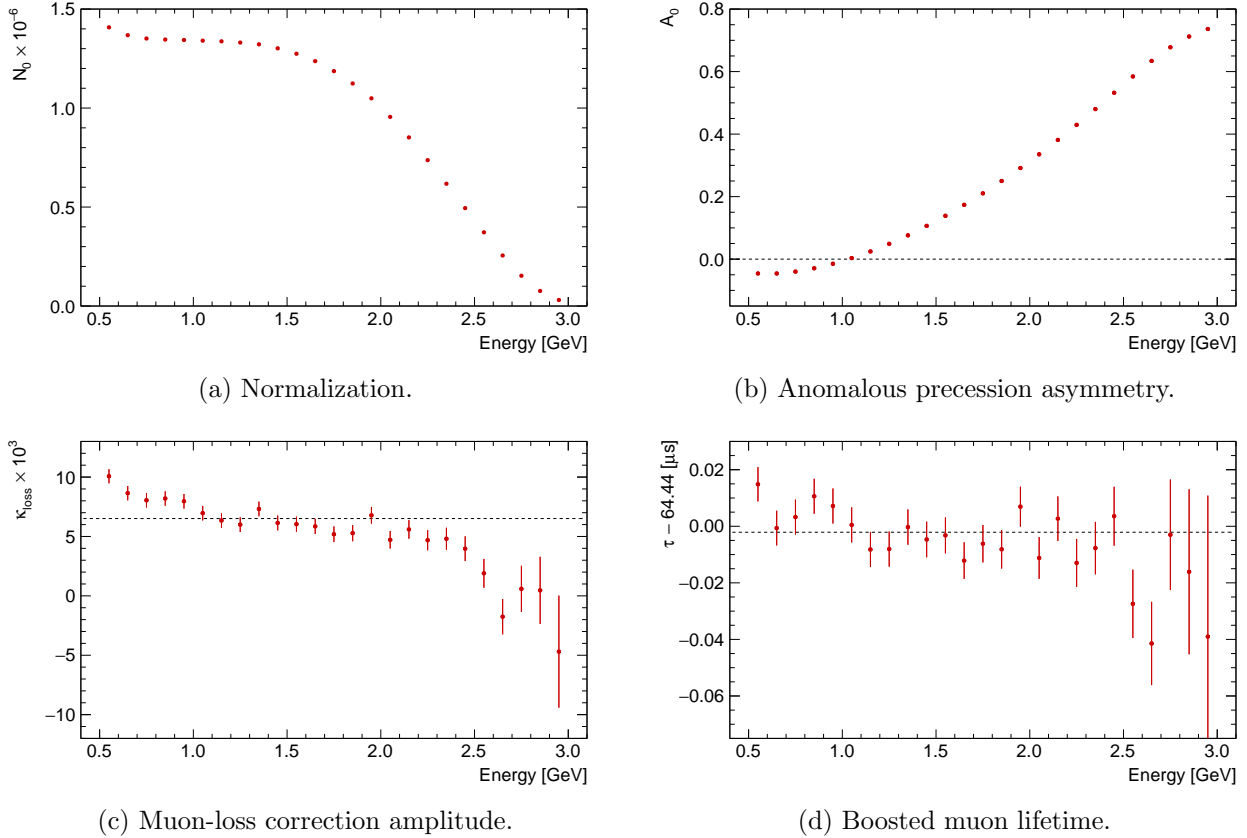 N₀ × 10⁻⁶
1.5
1.0
0.5
0.0
0.5 1.0 1.5 2.0 2.5 3.0
Energy [GeV]
(a) Normalization.
A₀
0.8
0.6
0.4
0.2
0.0
0.5 1.0 1.5 2.0 2.5 3.0
Energy [GeV]
(b) Anomalous precession asymmetry.
κ_loss × 10³
10
5
0
−5
−10
0.5 1.0 1.5 2.0 2.5 3.0
Energy [GeV]
(c) Muon-loss correction amplitude.
τ − 64.44 [μs]
0.02
0.00
−0.02
−0.04
−0.06
0.5 1.0 1.5 2.0 2.5 3.0
Energy [GeV]
(d) Boosted muon lifetime.